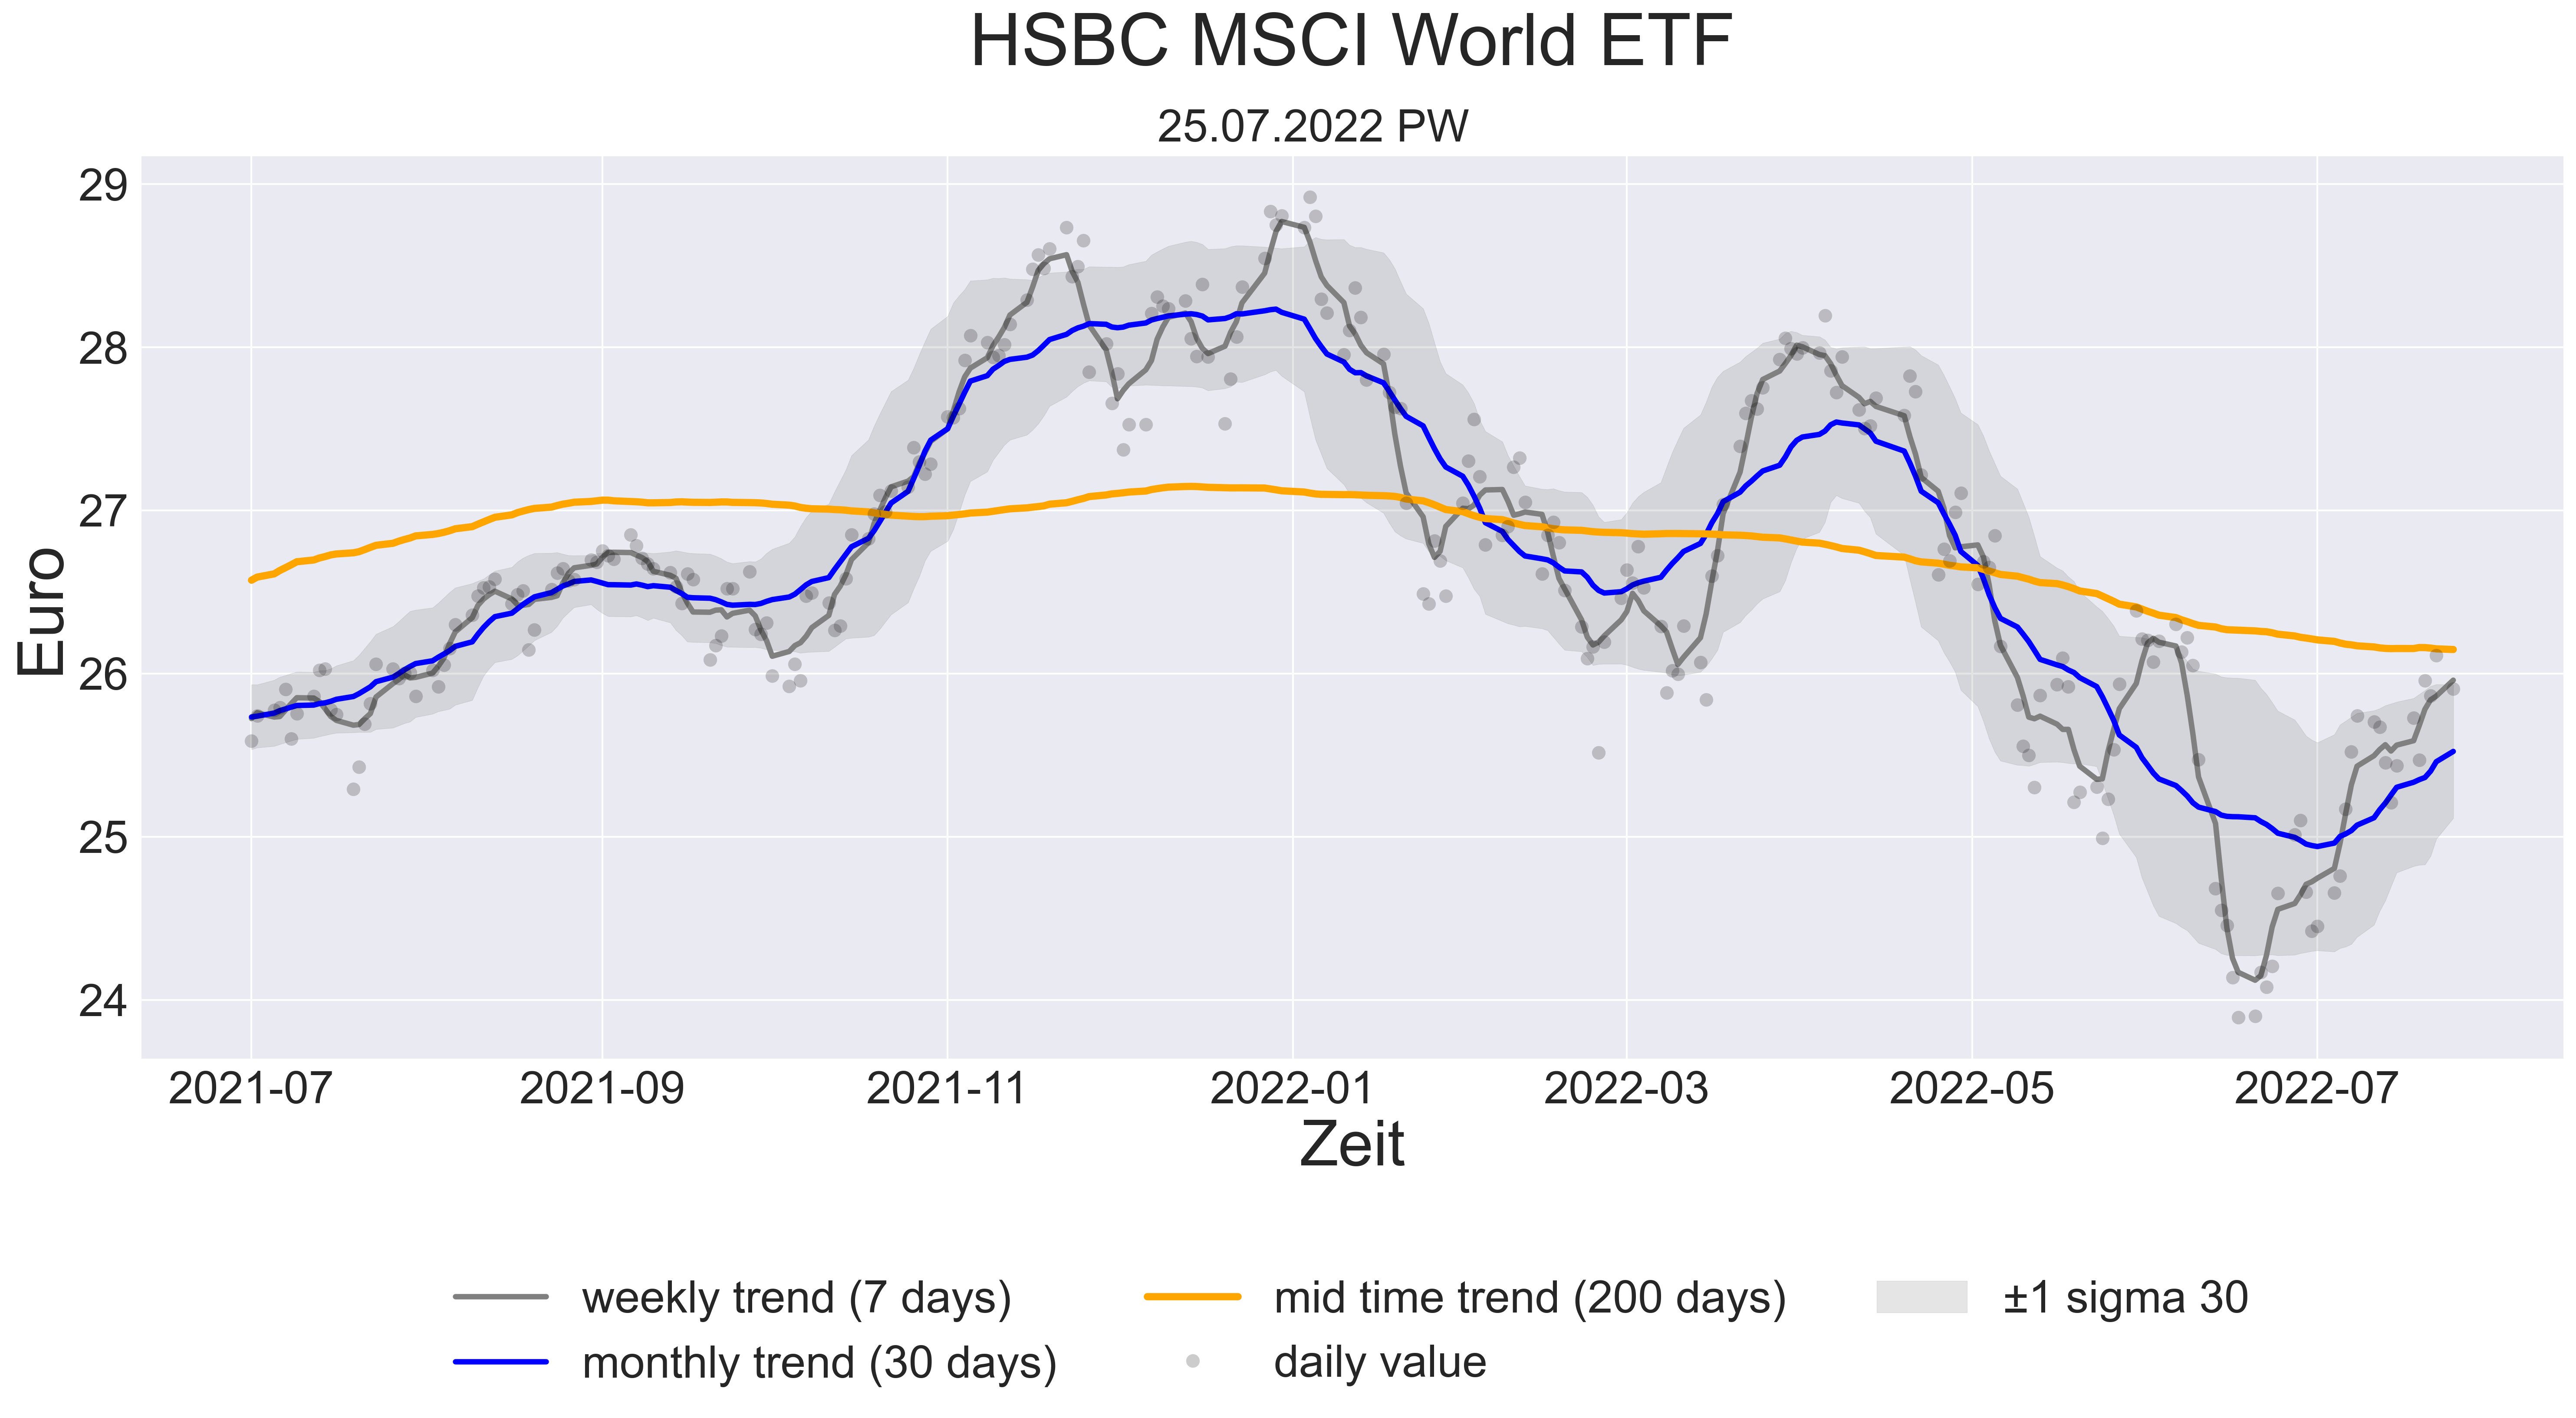 HSBC MSCI World ETF
25.07.2022 PW
29
28
27
26
25
24
Euro
2021-07 2021-09 2021-11 2022-01 2022-03 2022-05 2022-07
Zeit
weekly trend (7 days) mid time trend (200 days) ±1 sigma 30
monthly trend (30 days) daily value